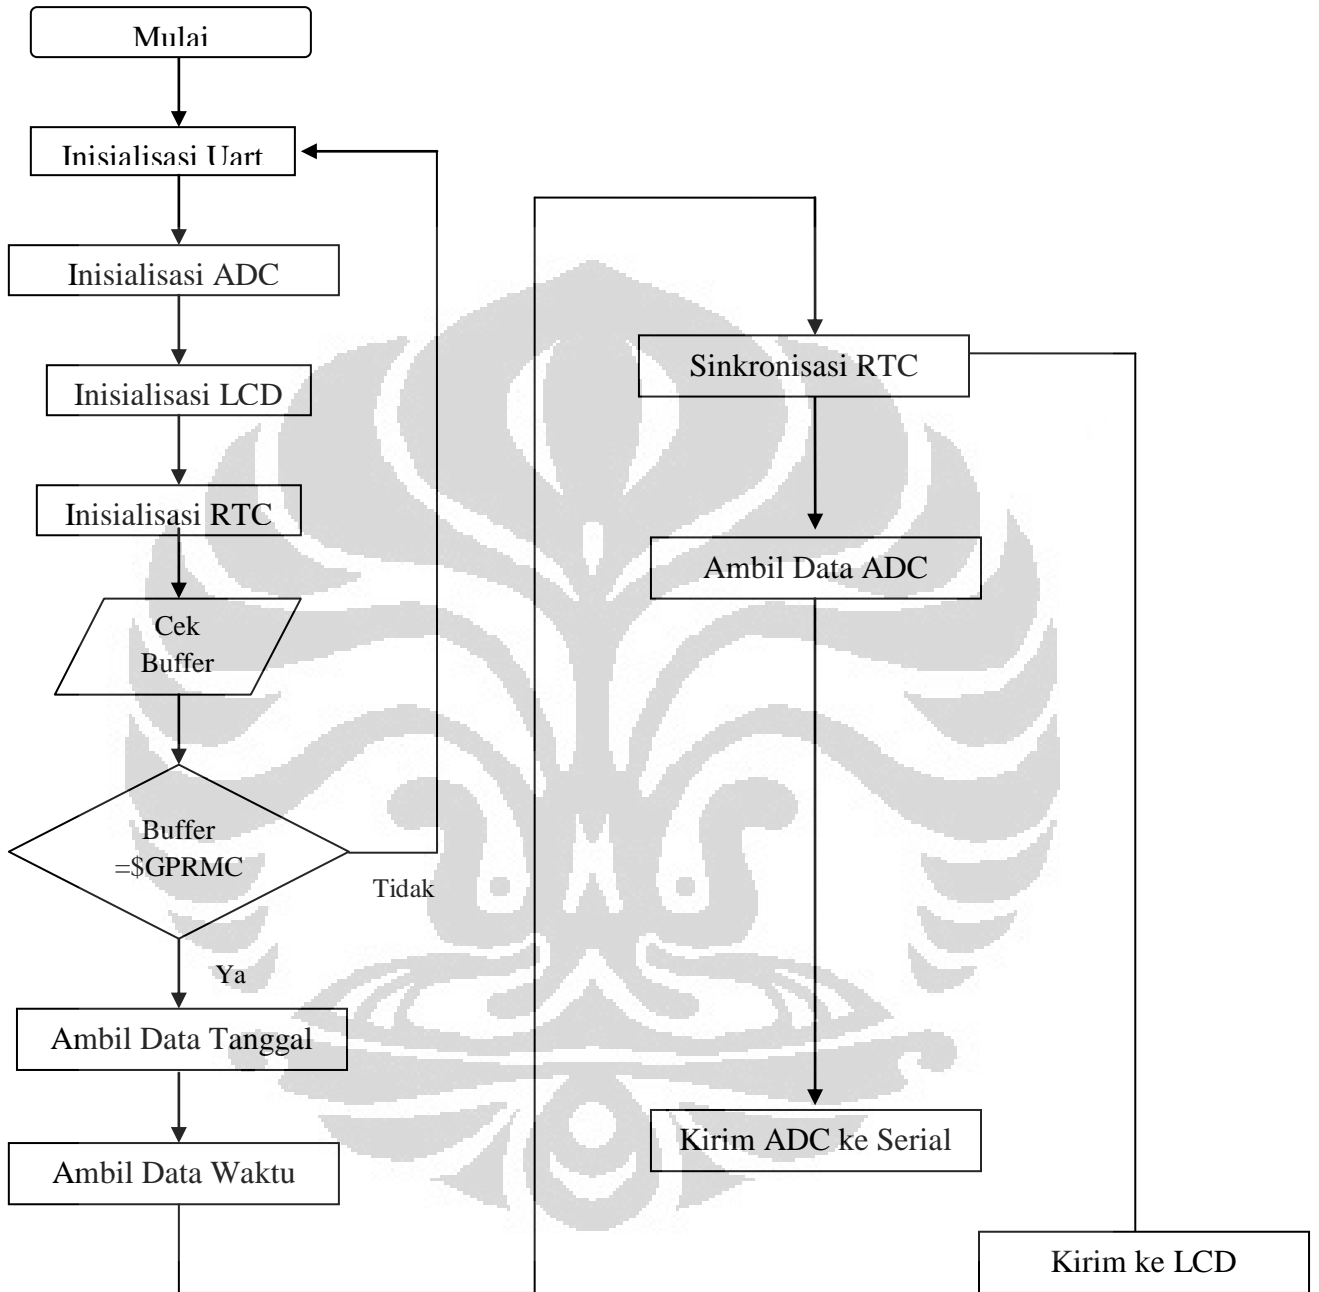 Mulai
Inisialisasi Uart
Inisialisasi ADC
Inisialisasi LCD
Inisialisasi RTC
Cek
Buffer
Buffer
=$GPRMC
Tidak
Ya
Ambil Data Tanggal
Ambil Data Waktu
Sinkronisasi RTC
Ambil Data ADC
Kirim ADC ke Serial
Kirim ke LCD